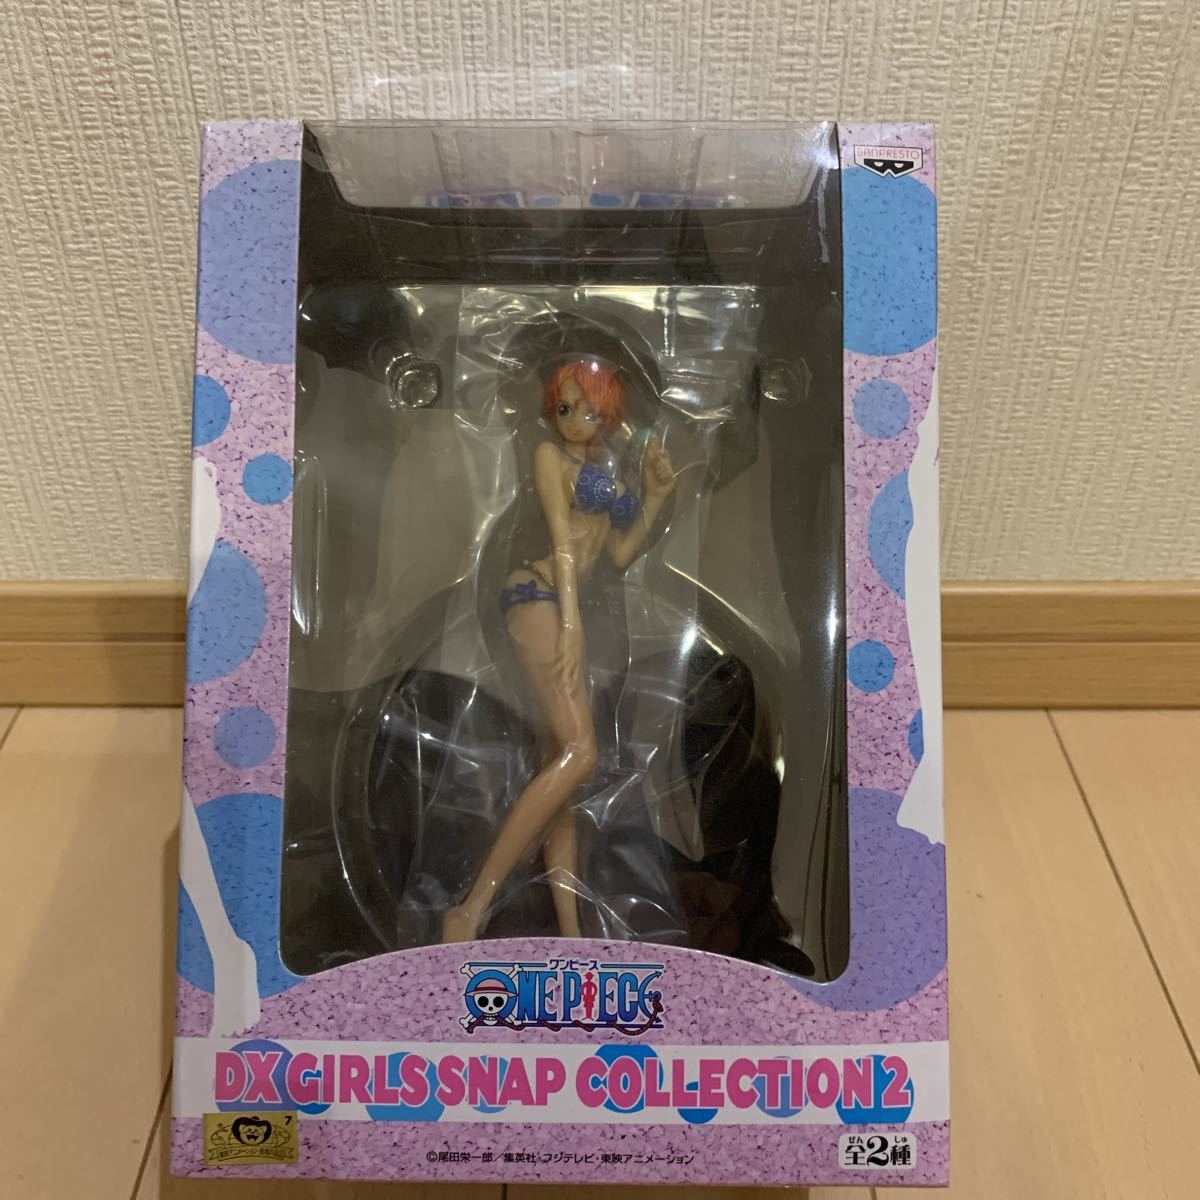 BANPRESTO
ワンピース
ONE PIECE
DX GIRLS SNAP COLLECTION 2
7
©尾田栄一郎／集英社・フジテレビ・東映アニメーション
ぜん しゅ
全2種